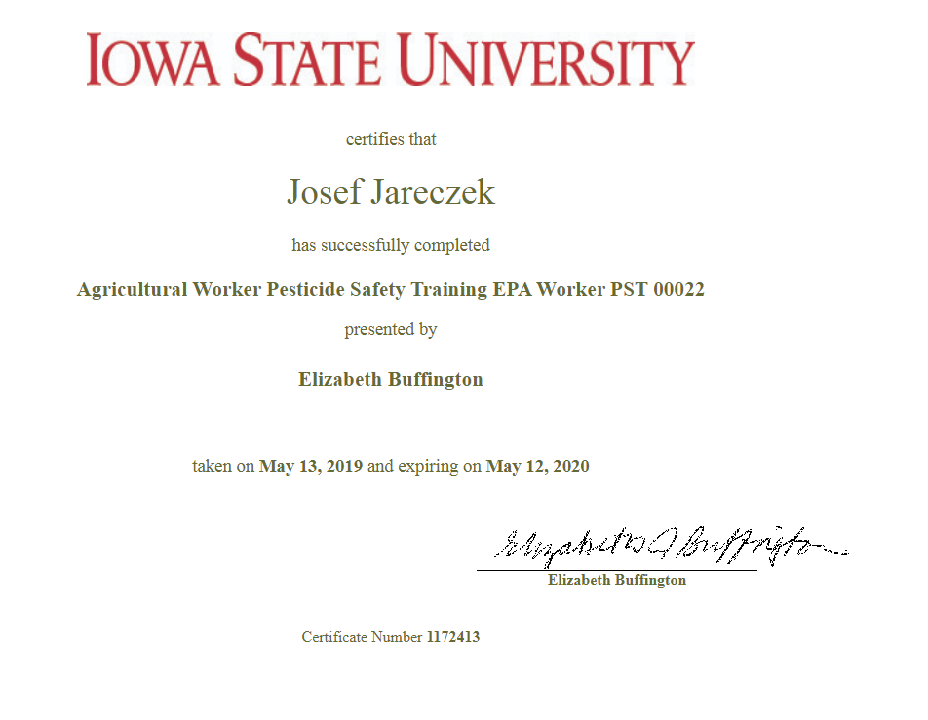 IOWA STATE UNIVERSITY
certifies that
Josef Jareczek
has successfully completed
Agricultural Worker Pesticide Safety Training EPA Worker PST 00022
presented by
Elizabeth Buffington
taken on May 13, 2019 and expiring on May 12, 2020
Elizabeth J Buffington
Elizabeth Buffington
Certificate Number 1172413